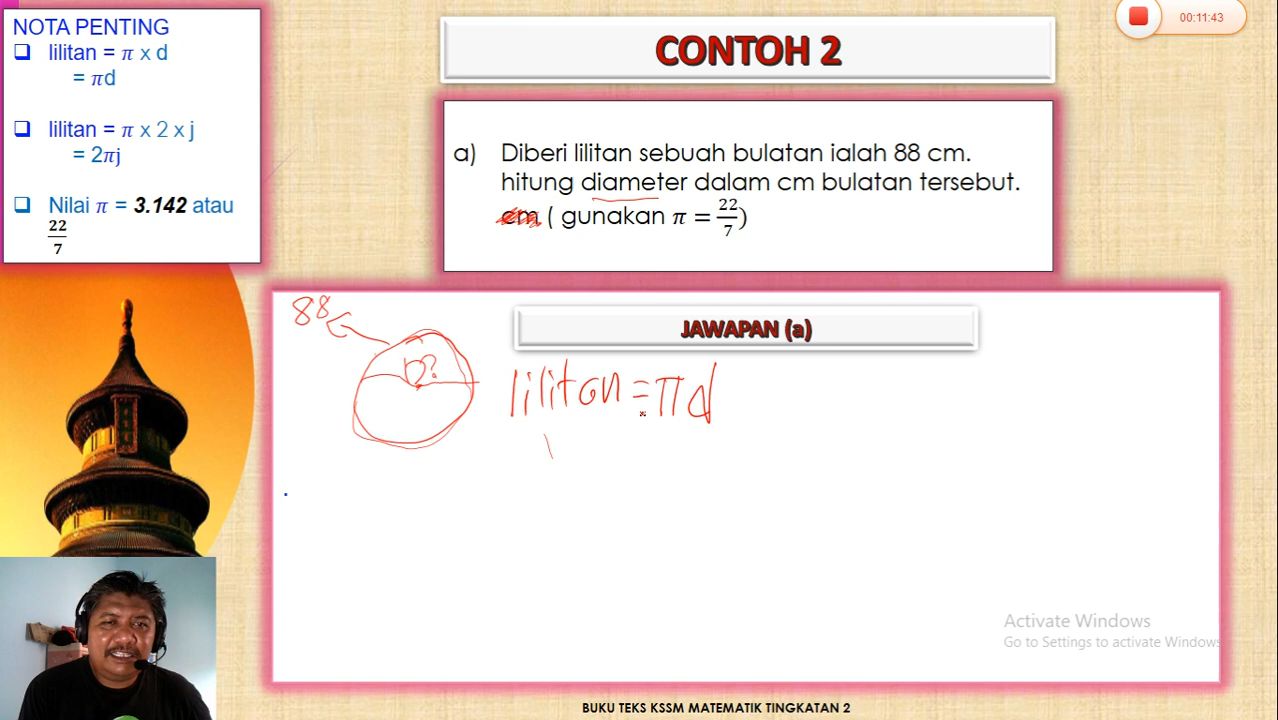 NOTA PENTING
lilitan = π x d
= πd
lilitan = π x 2 x j
= 2πj
Nilai π = 3.142 atau
22
7
00:11:43
CONTOH 2
a) Diberi lilitan sebuah bulatan ialah 88 cm.
hitung diameter dalam cm bulatan tersebut.
cm ( gunakan π = 22/7)
JAWAPAN (a)
88
D?
lilitan = πd
Activate Windows
Go to Settings to activate Windows
BUKU TEKS KSSM MATEMATIK TINGKATAN 2